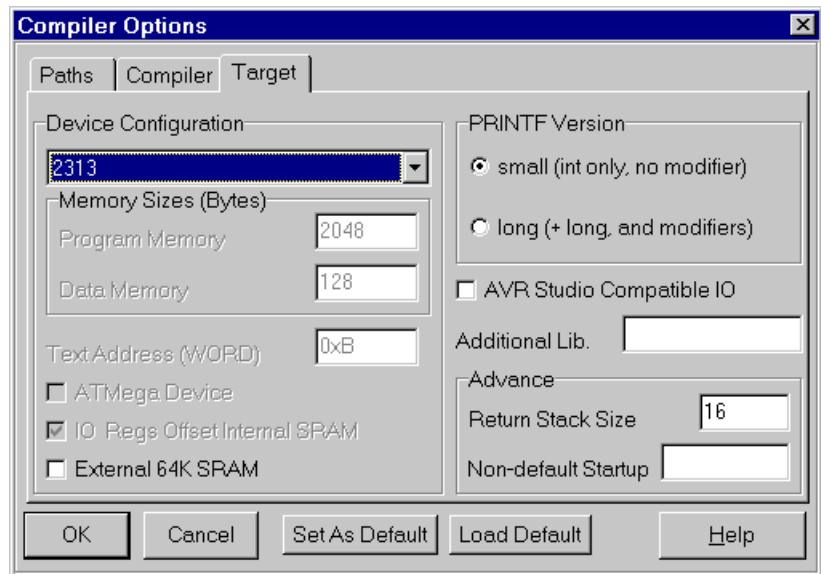 Compiler Options
Paths Compiler Target
Device Configuration
2313
Memory Sizes (Bytes)
Program Memory 2048
Data Memory 128
Text Address (WORD) 0xB
ATMega Device
IO Regs Offset Internal SRAM
External 64K SRAM
PRINTF Version
small (int only, no modifier)
long (+ long, and modifiers)
AVR Studio Compatible IO
Additional Lib.
Advance
Return Stack Size 16
Non-default Startup
OK Cancel Set As Default Load Default Help